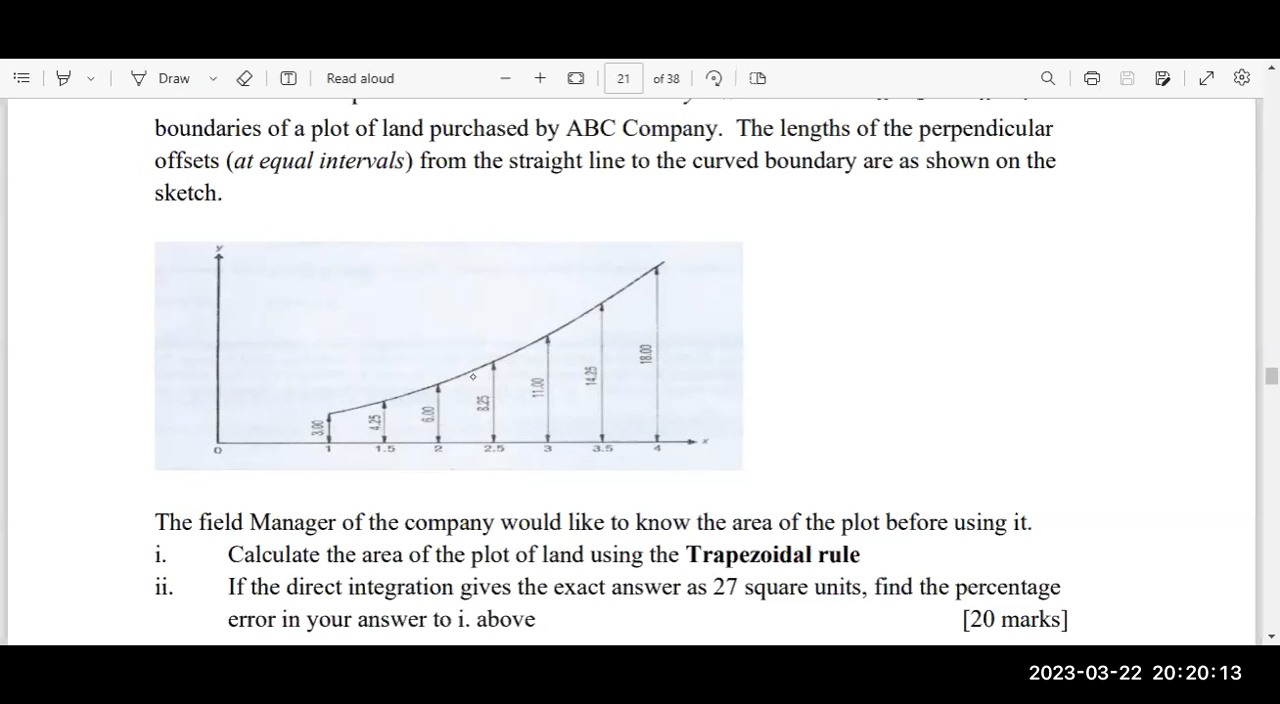 Draw
Read aloud
21 of 38
boundaries of a plot of land purchased by ABC Company. The lengths of the perpendicular
offsets (at equal intervals) from the straight line to the curved boundary are as shown on the
sketch.
Y
3.00
4.25
6.00
8.25
11.00
14.25
18.00
x
0 1 1.5 2 2.5 3 3.5 4
The field Manager of the company would like to know the area of the plot before using it.
i. Calculate the area of the plot of land using the Trapezoidal rule
ii. If the direct integration gives the exact answer as 27 square units, find the percentage
error in your answer to i. above [20 marks]
2023-03-22 20:20:13